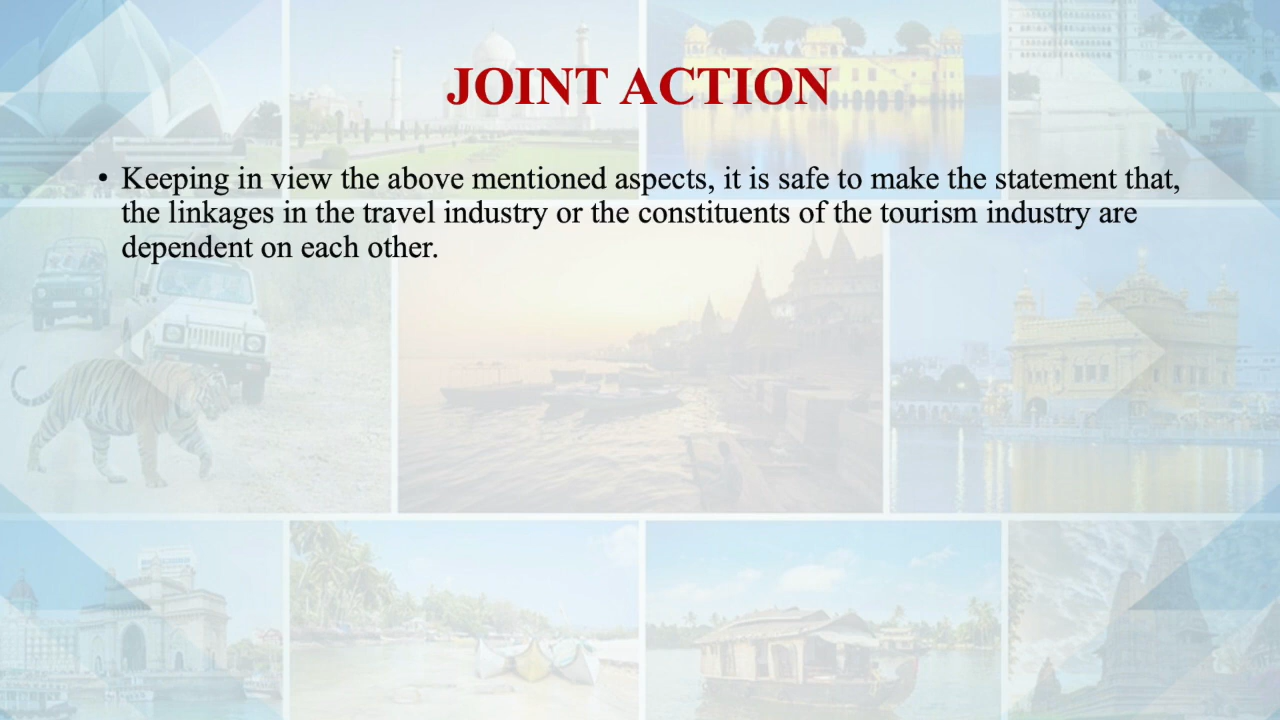 JOINT ACTION
• Keeping in view the above mentioned aspects, it is safe to make the statement that,
the linkages in the travel industry or the constituents of the tourism industry are
dependent on each other.